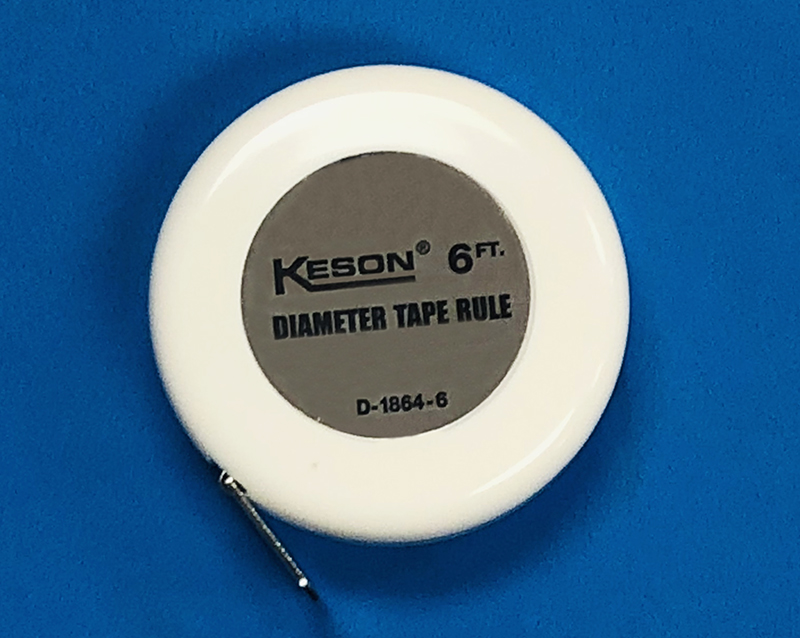 KESON® 6FT.
DIAMETER TAPE RULE
D-1864-6